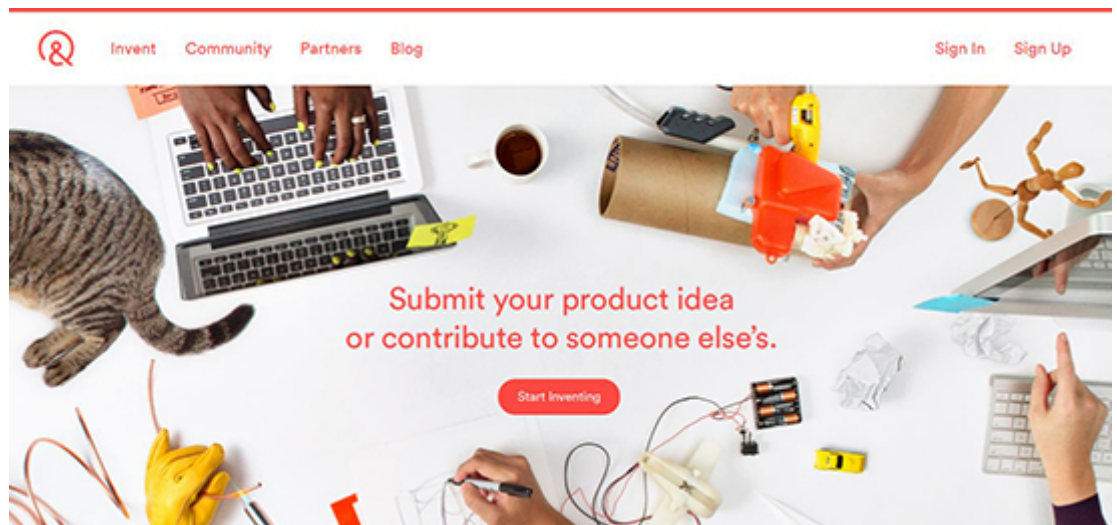 Invent Community Partners Blog Sign In Sign Up
Submit your product idea
or contribute to someone else's.
Start Inventing